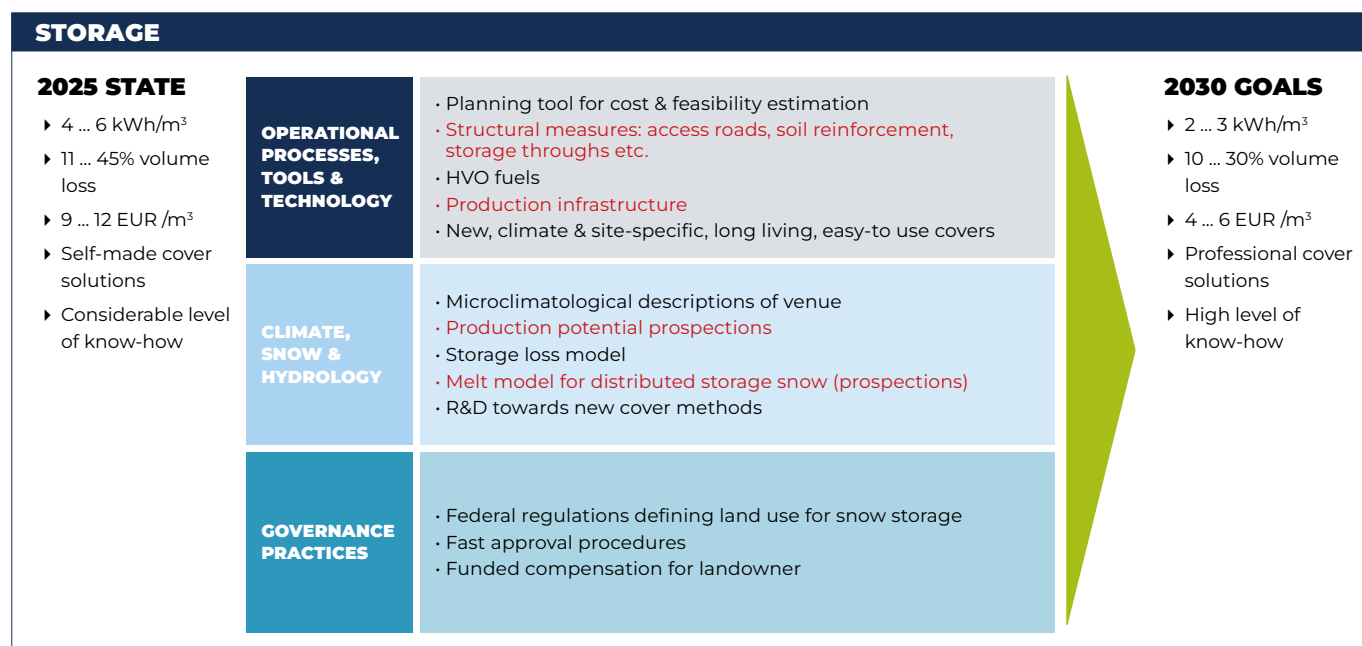 STORAGE
2025 STATE
‣ 4 ... 6 kWh/m³
‣ 11 ... 45% volume
loss
‣ 9 ... 12 EUR /m³
‣ Self-made cover
solutions
‣ Considerable level
of know-how
OPERATIONAL
PROCESSES,
TOOLS &
TECHNOLOGY
• Planning tool for cost & feasibility estimation
• Structural measures: access roads, soil reinforcement,
storage throughs etc.
• HVO fuels
• Production infrastructure
• New, climate & site-specific, long living, easy-to use covers
CLIMATE,
SNOW &
HYDROLOGY
• Microclimatological descriptions of venue
• Production potential prospections
• Storage loss model
• Melt model for distributed storage snow (prospections)
• R&D towards new cover methods
GOVERNANCE
PRACTICES
• Federal regulations defining land use for snow storage
• Fast approval procedures
• Funded compensation for landowner
2030 GOALS
‣ 2 ... 3 kWh/m³
‣ 10 ... 30% volume
loss
‣ 4 ... 6 EUR /m³
‣ Professional cover
solutions
‣ High level of
know-how